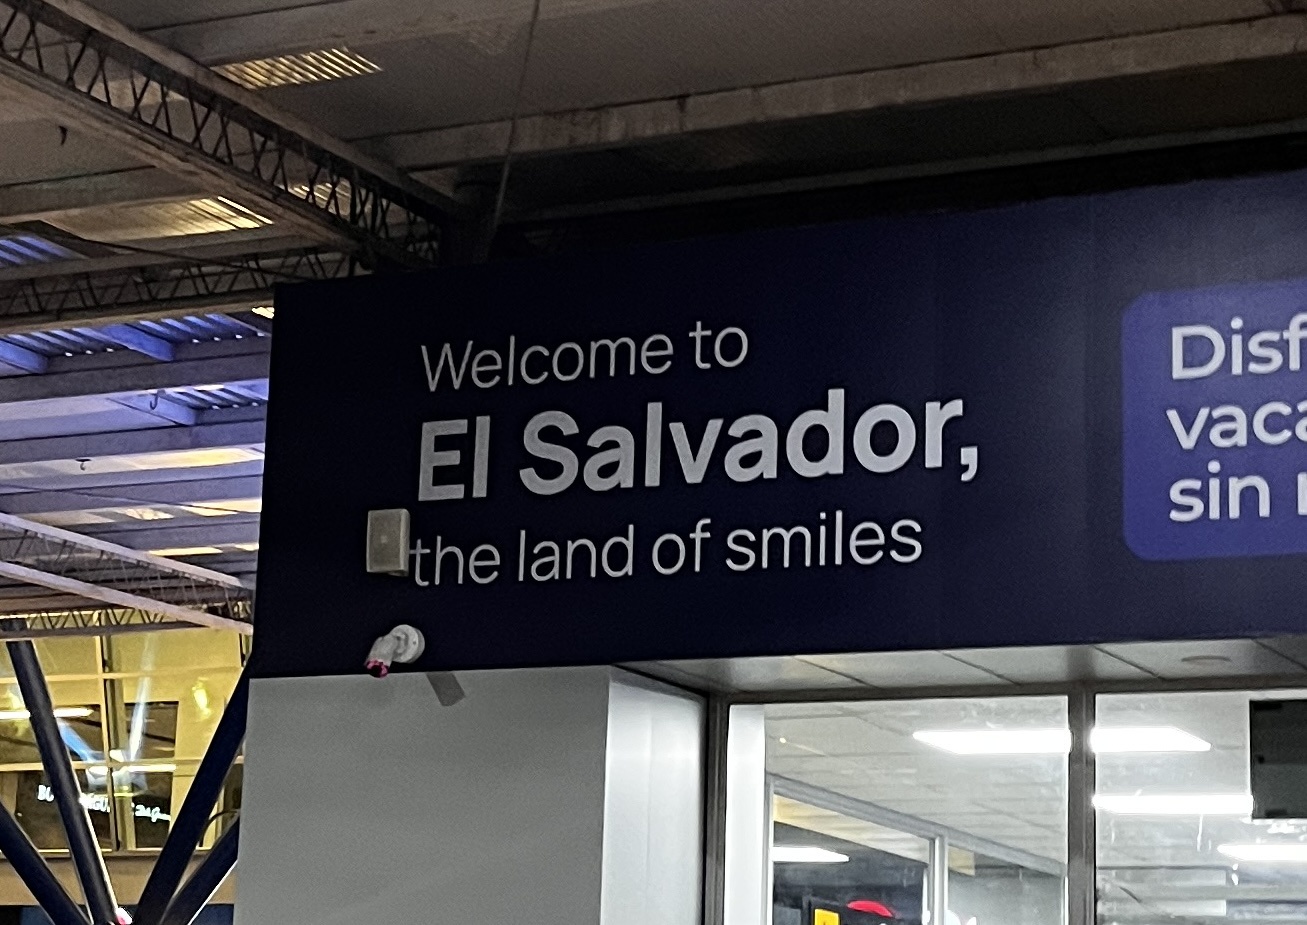 Welcome to
El Salvador,
the land of smiles
Disf
vaca
sin